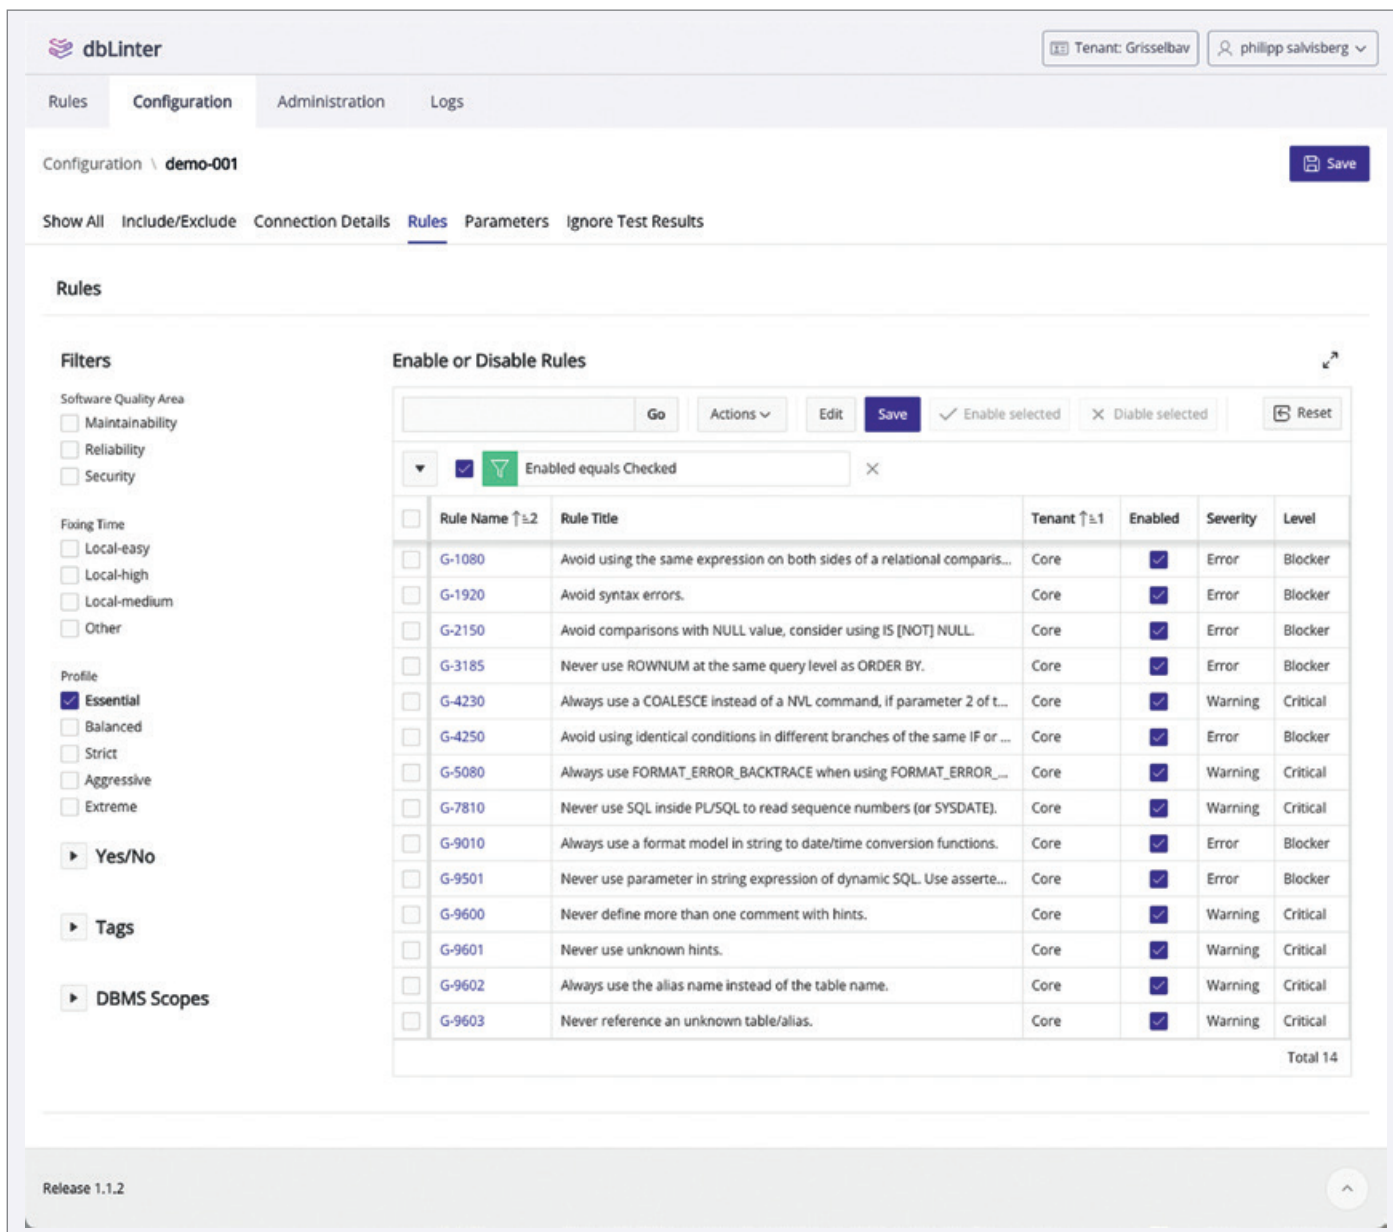 dbLinter
Tenant: Grisselbav
philipp salvisberg
Rules Configuration Administration Logs
Configuration \ demo-001
Save
Show All Include/Exclude Connection Details Rules Parameters Ignore Test Results
Rules
Filters
Software Quality Area
Maintainability
Reliability
Security
Fixing Time
Local-easy
Local-high
Local-medium
Other
Profile
Essential
Balanced
Strict
Aggressive
Extreme
Yes/No
Tags
DBMS Scopes
Enable or Disable Rules
Go Actions Edit Save Enable selected Diable selected Reset
Enabled equals Checked
Rule Name 2 Rule Title Tenant 1 Enabled Severity Level
G-1080 Avoid using the same expression on both sides of a relational comparis... Core Error Blocker
G-1920 Avoid syntax errors. Core Error Blocker
G-2150 Avoid comparisons with NULL value, consider using IS [NOT] NULL. Core Error Blocker
G-3185 Never use ROWNUM at the same query level as ORDER BY. Core Error Blocker
G-4230 Always use a COALESCE instead of a NVL command, if parameter 2 of t... Core Warning Critical
G-4250 Avoid using identical conditions in different branches of the same IF or ... Core Error Blocker
G-5080 Always use FORMAT_ERROR_BACKTRACE when using FORMAT_ERROR_... Core Warning Critical
G-7810 Never use SQL inside PL/SQL to read sequence numbers (or SYSDATE). Core Warning Critical
G-9010 Always use a format model in string to date/time conversion functions. Core Error Blocker
G-9501 Never use parameter in string expression of dynamic SQL. Use asserte... Core Error Blocker
G-9600 Never define more than one comment with hints. Core Warning Critical
G-9601 Never use unknown hints. Core Warning Critical
G-9602 Always use the alias name instead of the table name. Core Warning Critical
G-9603 Never reference an unknown table/alias. Core Warning Critical
Total 14
Release 1.1.2